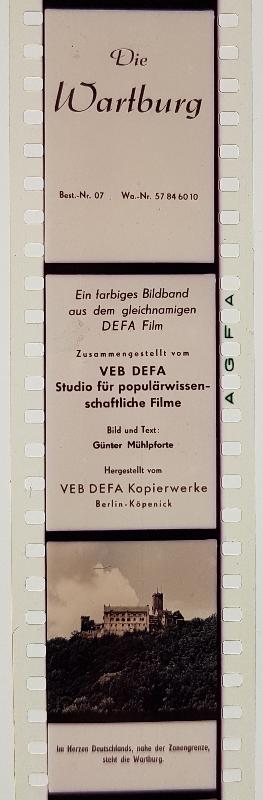 Die
Wartburg
Best.-Nr. 07 Wa.-Nr. 57 84 60 10
Ein farbiges Bildband
aus dem gleichnamigen
DEFA Film
Zusammengestellt vom
VEB DEFA
Studio für populärwissen-
schaftliche Filme
Bild und Text:
Günter Mühlpforte
Hergestellt vom
VEB DEFA Kopierwerke
Berlin-Köpenick
AGFA
Im Herzen Deutschlands, nahe der Zonengrenze,
steht die Wartburg.